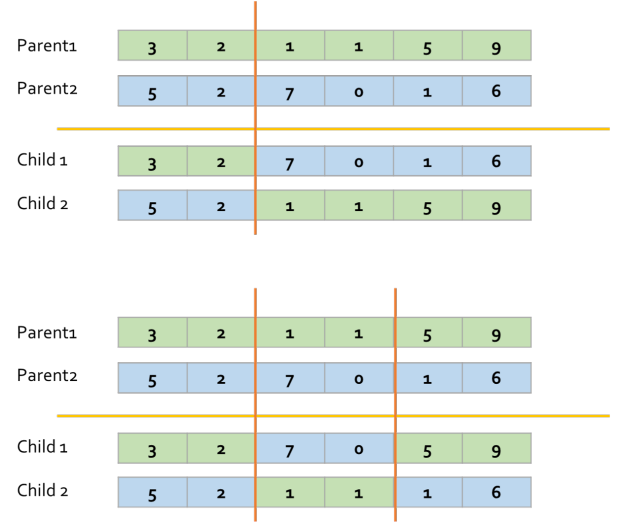 Parent1 3 2 1 1 5 9
Parent2 5 2 7 0 1 6
Child 1 3 2 7 0 1 6
Child 2 5 2 1 1 5 9
Parent1 3 2 1 1 5 9
Parent2 5 2 7 0 1 6
Child 1 3 2 7 0 5 9
Child 2 5 2 1 1 1 6